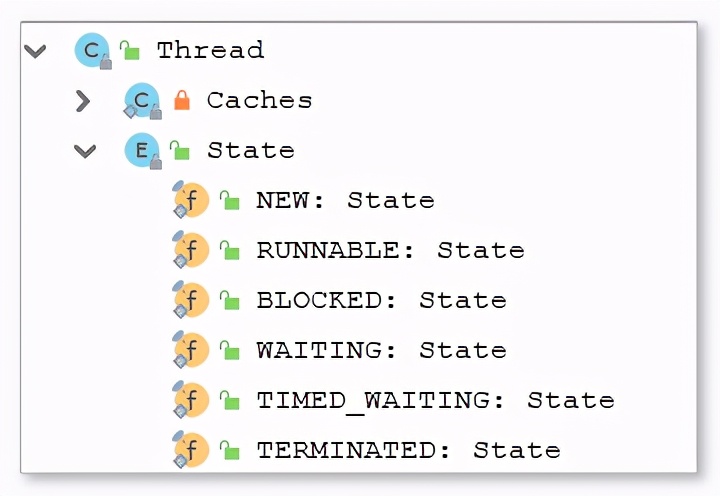 C Thread
C Caches
E State
f NEW: State
f RUNNABLE: State
f BLOCKED: State
f WAITING: State
f TIMED_WAITING: State
f TERMINATED: State